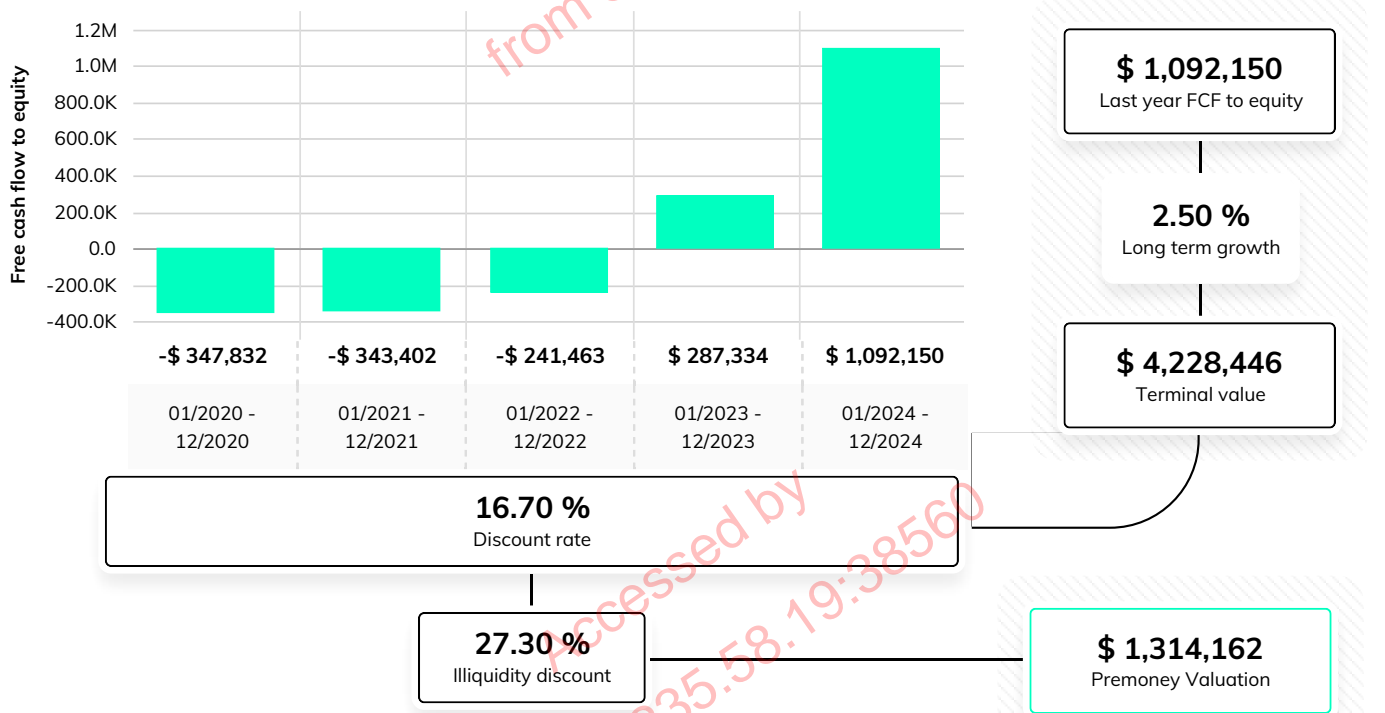 Free cash flow to equity
1.2M
1.0M
800.0K
600.0K
400.0K
200.0K
0.0
-200.0K
-400.0K
-$ 347,832
-$ 343,402
-$ 241,463
$ 287,334
$ 1,092,150
01/2020 -
12/2020
01/2021 -
12/2021
01/2022 -
12/2022
01/2023 -
12/2023
01/2024 -
12/2024
16.70 %
Discount rate
27.30 %
Illiquidity discount
$ 1,092,150
Last year FCF to equity
2.50 %
Long term growth
$ 4,228,446
Terminal value
$ 1,314,162
Premoney Valuation
from
Accessed by
35.58.19:38560